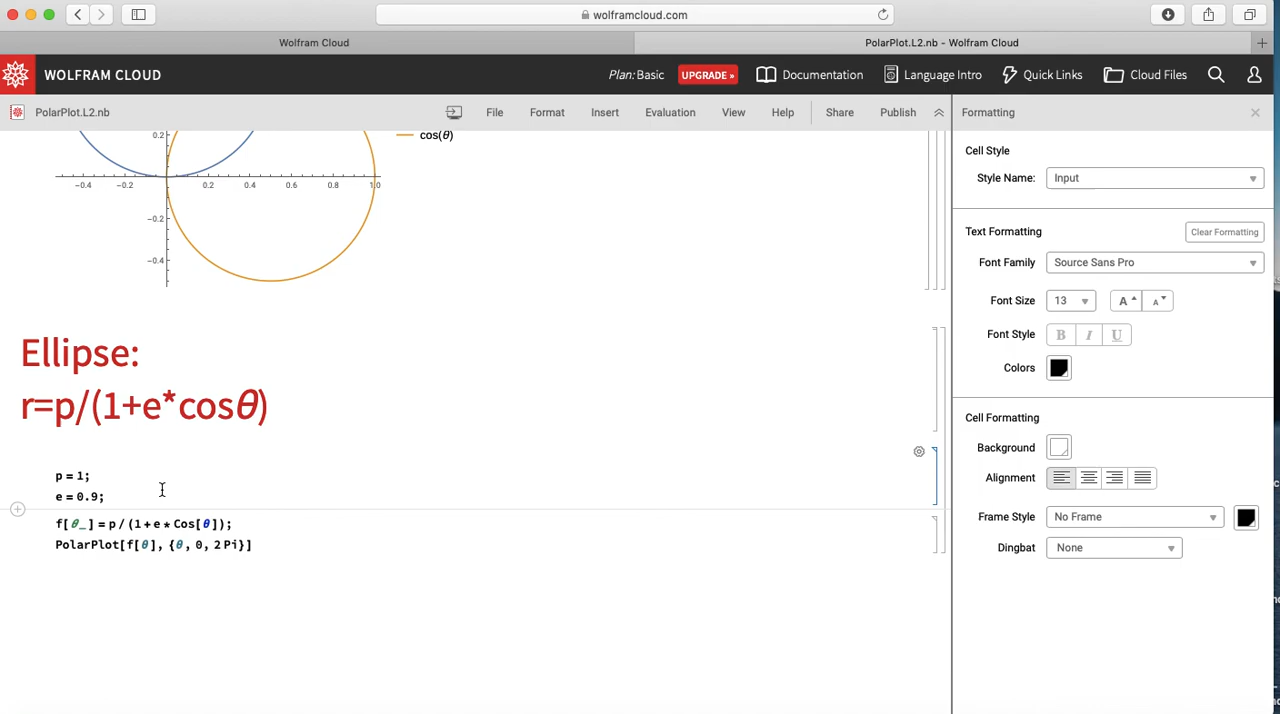 wolframcloud.com
Wolfram Cloud
PolarPlot.L2.nb - Wolfram Cloud
WOLFRAM CLOUD
Plan: Basic
UPGRADE »
Documentation
Language Intro
Quick Links
Cloud Files
PolarPlot.L2.nb
File
Format
Insert
Evaluation
View
Help
Share
Publish
Formatting
0.2
cos(θ)
-0.4
-0.2
0.2
0.4
0.6
0.8
1.0
-0.2
-0.4
Ellipse:
r=p/(1+e*cosθ)
p = 1;
e = 0.9;
f[θ_] = p / (1 + e * Cos[θ]);
PolarPlot[f[θ], {θ, 0, 2 Pi}]
Cell Style
Style Name: Input
Text Formatting
Clear Formatting
Font Family Source Sans Pro
Font Size 13 A A
Font Style B I U
Colors
Cell Formatting
Background
Alignment
Frame Style No Frame
Dingbat None